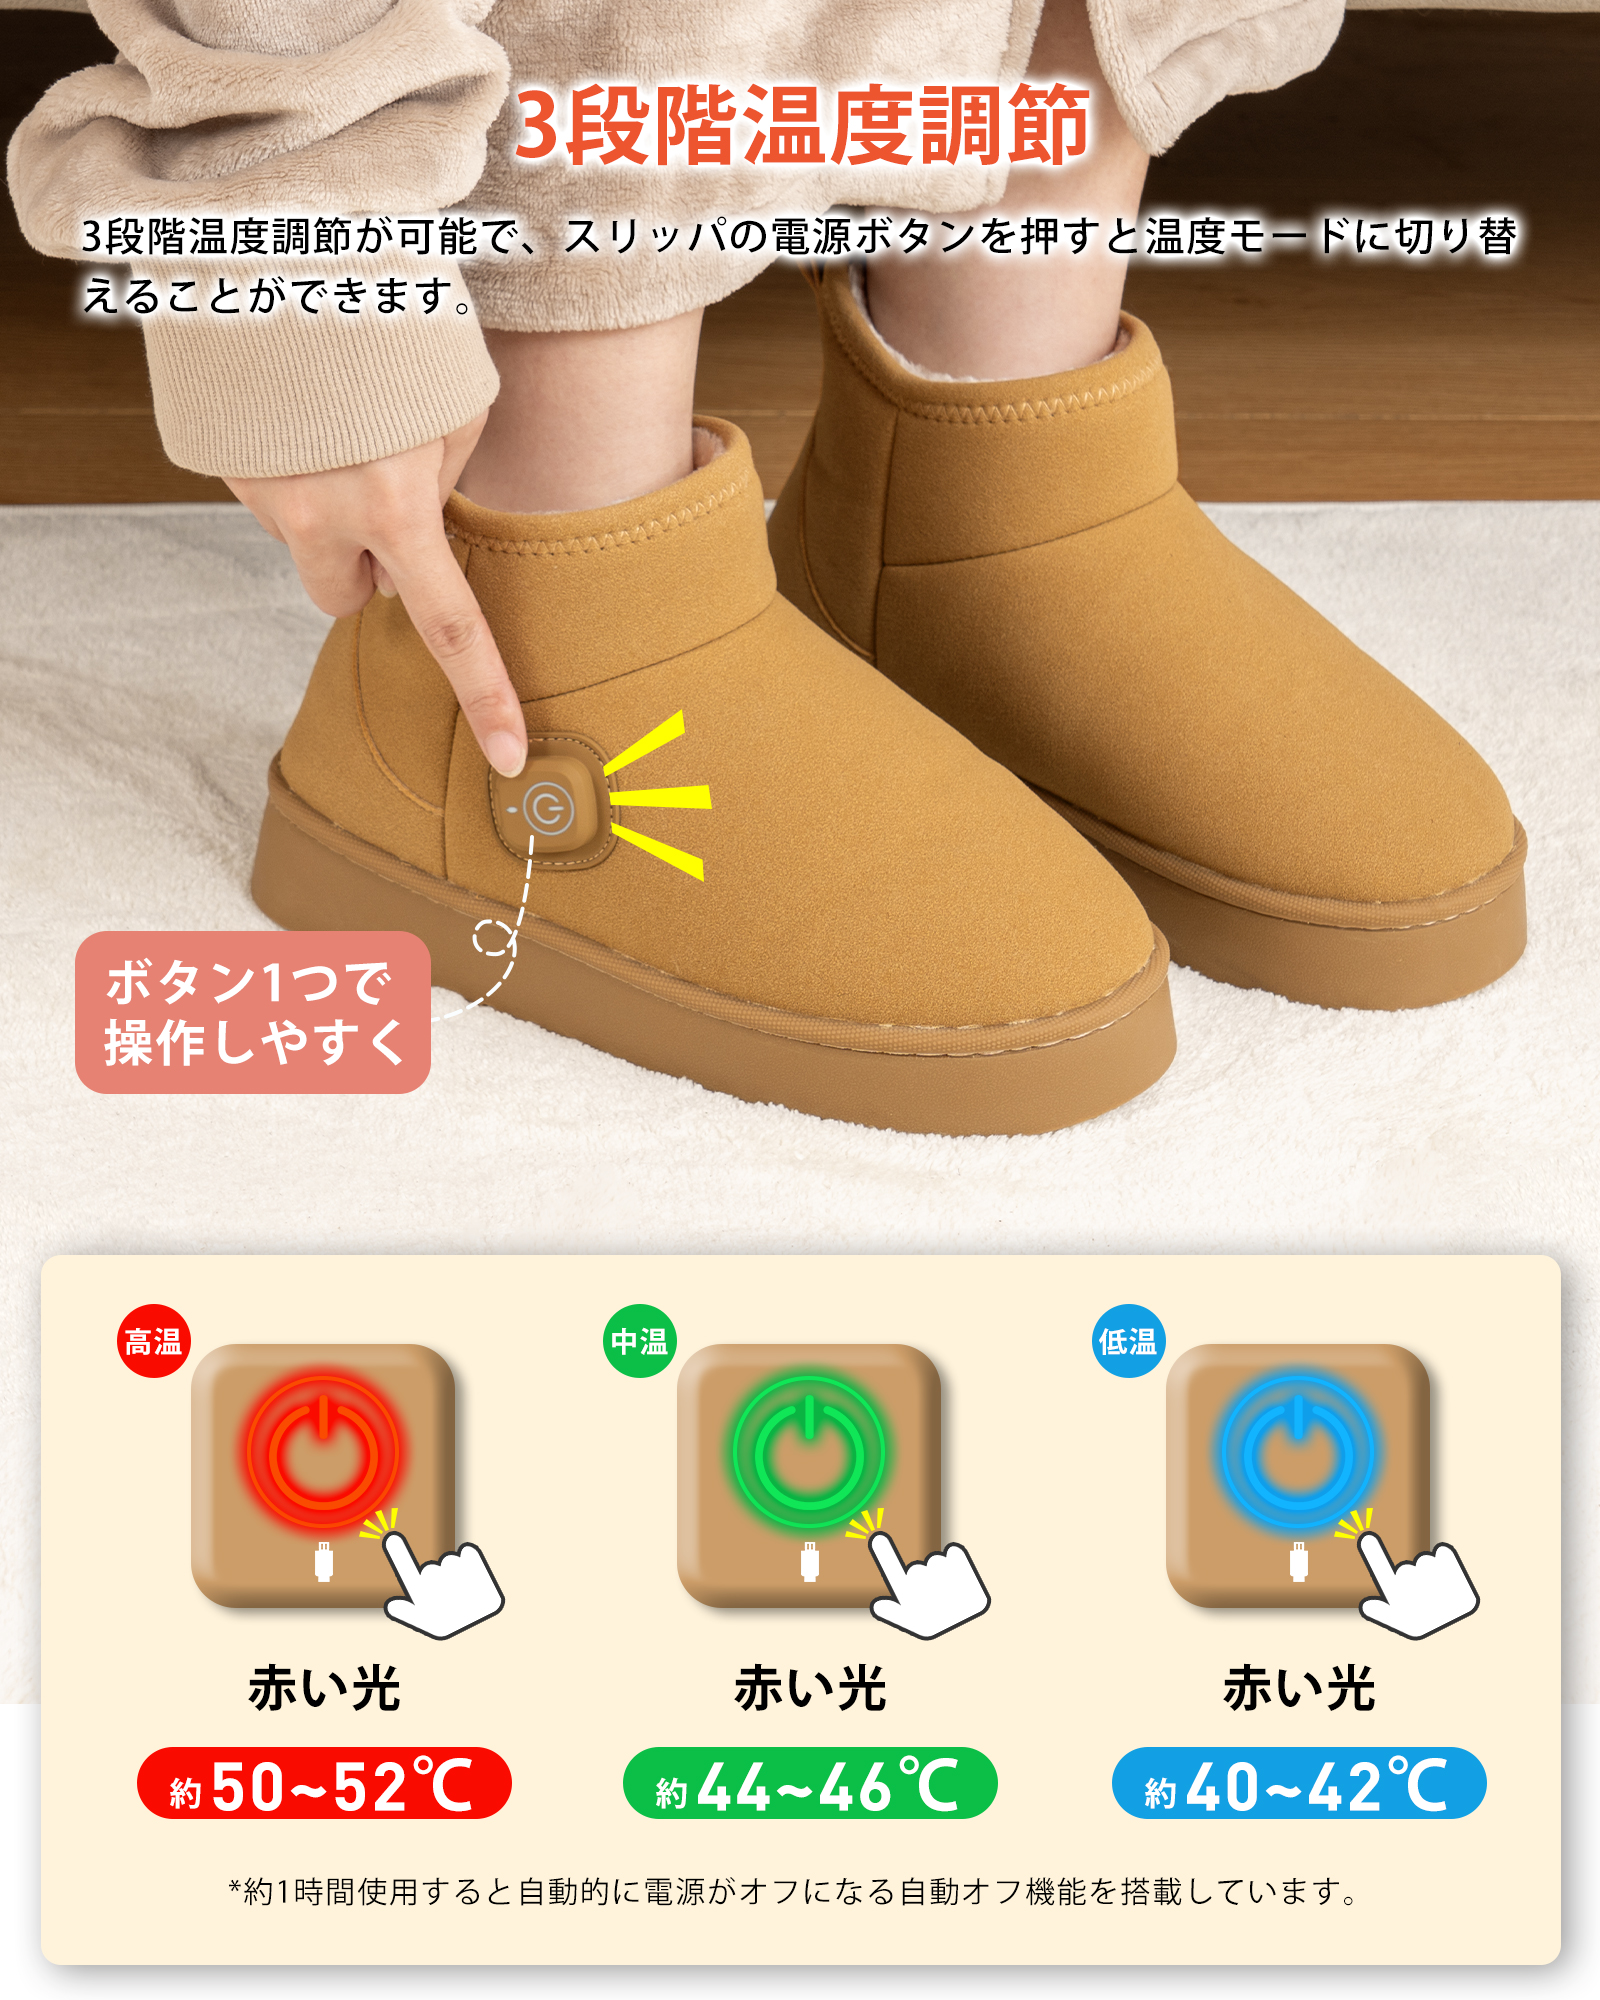 3段階温度調節
3段階温度調節が可能で、スリッパの電源ボタンを押すと温度モードに切り替
えることができます。
ボタン1つで
操作しやすく
高温
中温
低温
赤い光
赤い光
赤い光
約50~52℃
約44~46℃
約40~42℃
*約1時間使用すると自動的に電源がオフになる自動オフ機能を搭載しています。